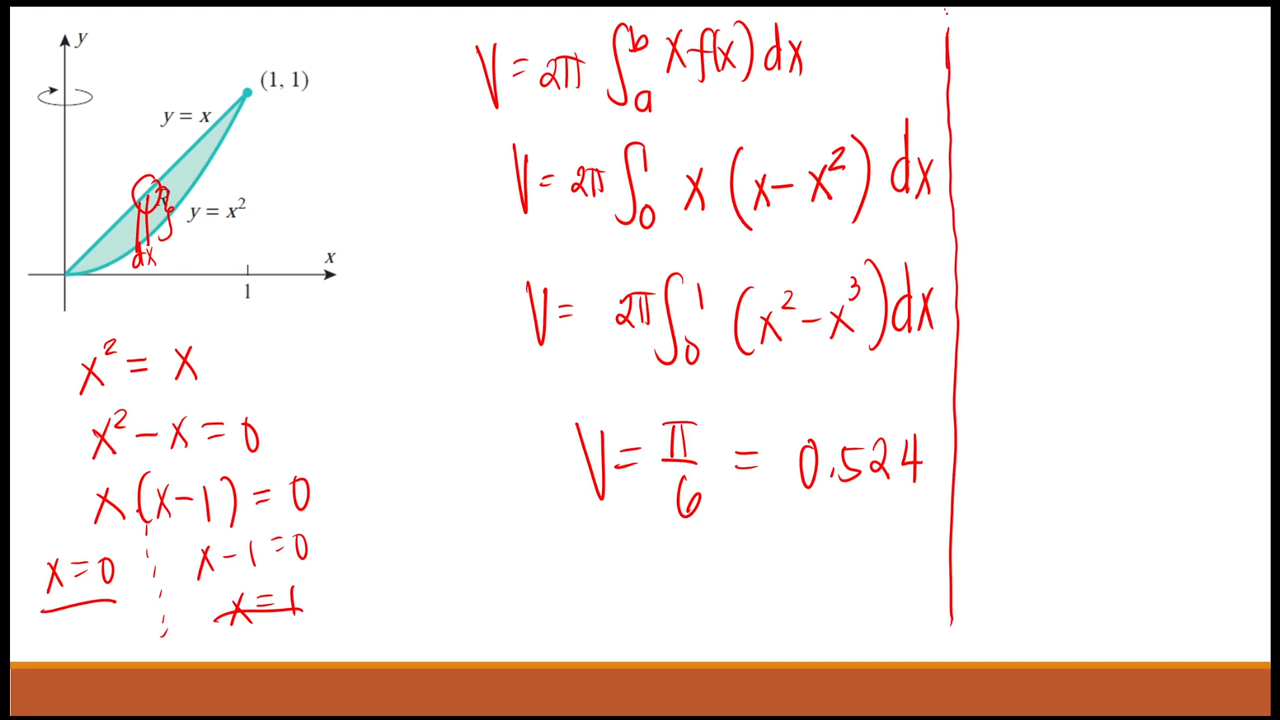 y
(1, 1)
y = x
y = x²
dx
x
1
x² = x
x² - x = 0
x (x - 1) = 0
x = 0
x - 1 = 0
x = 1
V = 2π ∫ₐᵇ x f(x) dx
V = 2π ∫₀¹ x (x - x²) dx
V = 2π ∫₀¹ (x² - x³) dx
V = π/6 = 0.524